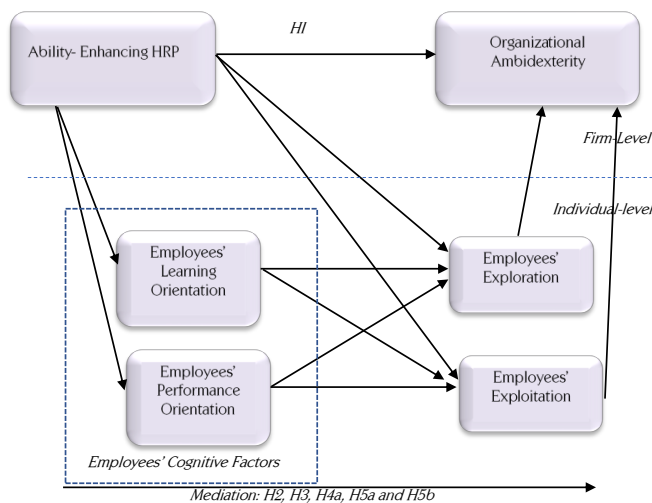 HI
Ability- Enhancing HRP
Organizational
Ambidexterity
Firm-Level
Individual-level
Employees'
Learning
Orientation
Employees'
Exploration
Employees'
Performance
Orientation
Employees'
Exploitation
Employees' Cognitive Factors
Mediation: H2, H3, H4a, H5a and H5b